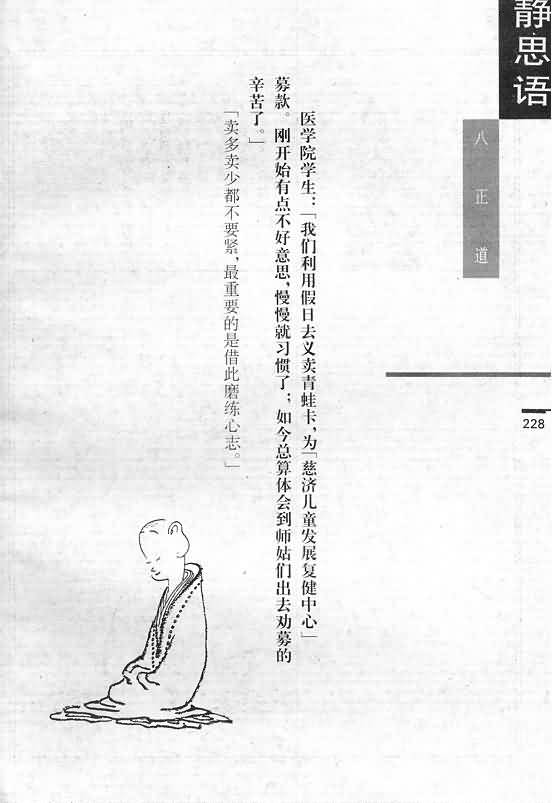 静思语
八正道
228
医学院学生：「我们利用假日去义卖青蛙卡，为「慈济儿童发展复健中心」
募款。刚开始有点不好意思，慢慢就习惯了；如今总算体会到师姑们出去劝募的
辛苦了。」
「卖多卖少都不要紧，最重要的是借此磨练心志。」